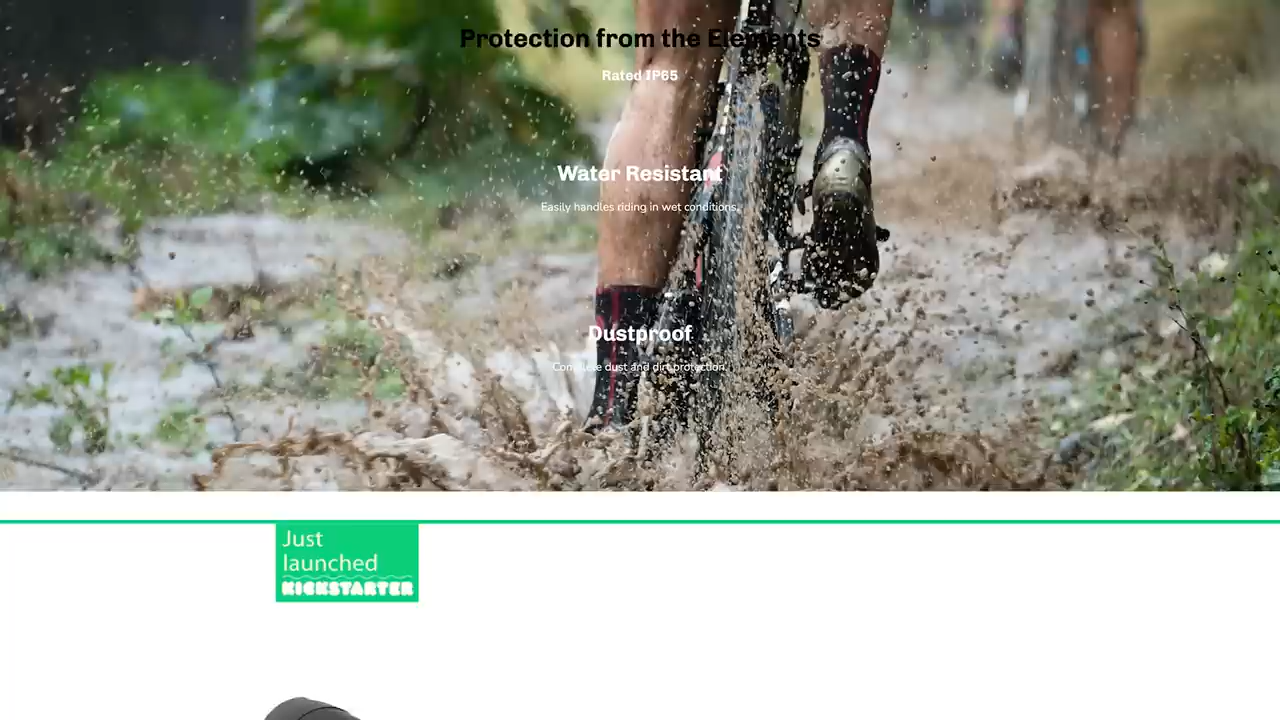 Protection from the Elements
Rated IP65
Water Resistant
Easily handles riding in wet conditions.
Dustproof
Complete dust and dirt protection.
Just
launched
KICKSTARTER